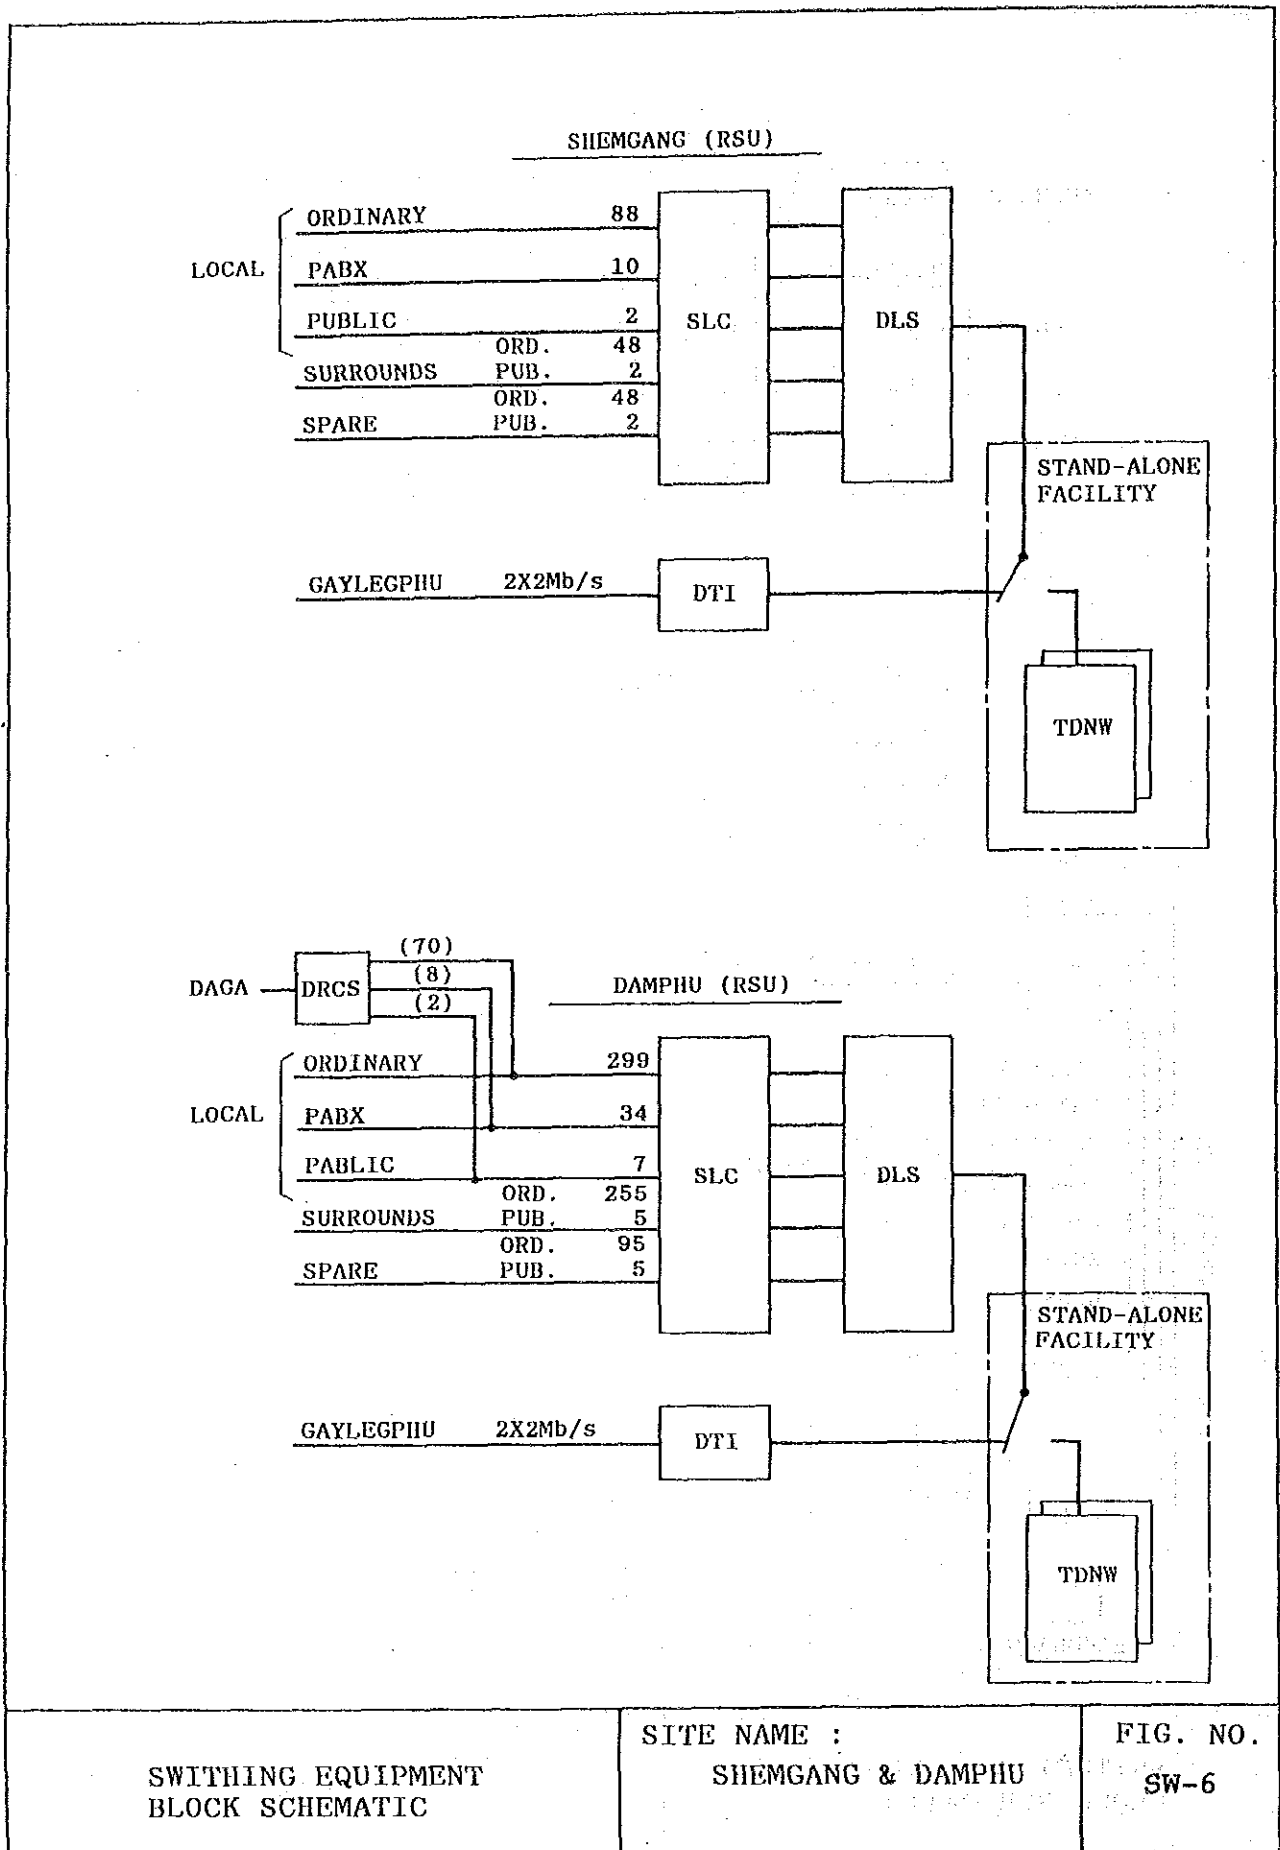 SHEMGANG (RSU)
ORDINARY 88
LOCAL PABX 10
PUBLIC 2
ORD. 48
SURROUNDS PUB. 2
ORD. 48
SPARE PUB. 2
SLC
DLS
STAND-ALONE
FACILITY
GAYLEGPHU 2X2Mb/s
DTI
TDNW
DAGA
DRCS
(70)
(8)
(2)
DAMPHU (RSU)
ORDINARY 299
LOCAL PABX 34
PABLIC 7
ORD. 255
SURROUNDS PUB. 5
ORD. 95
SPARE PUB. 5
SLC
DLS
STAND-ALONE
FACILITY
GAYLEGPHU 2X2Mb/s
DTI
TDNW
SWITHING EQUIPMENT
BLOCK SCHEMATIC
SITE NAME :
SHEMGANG & DAMPHU
FIG. NO.
SW-6